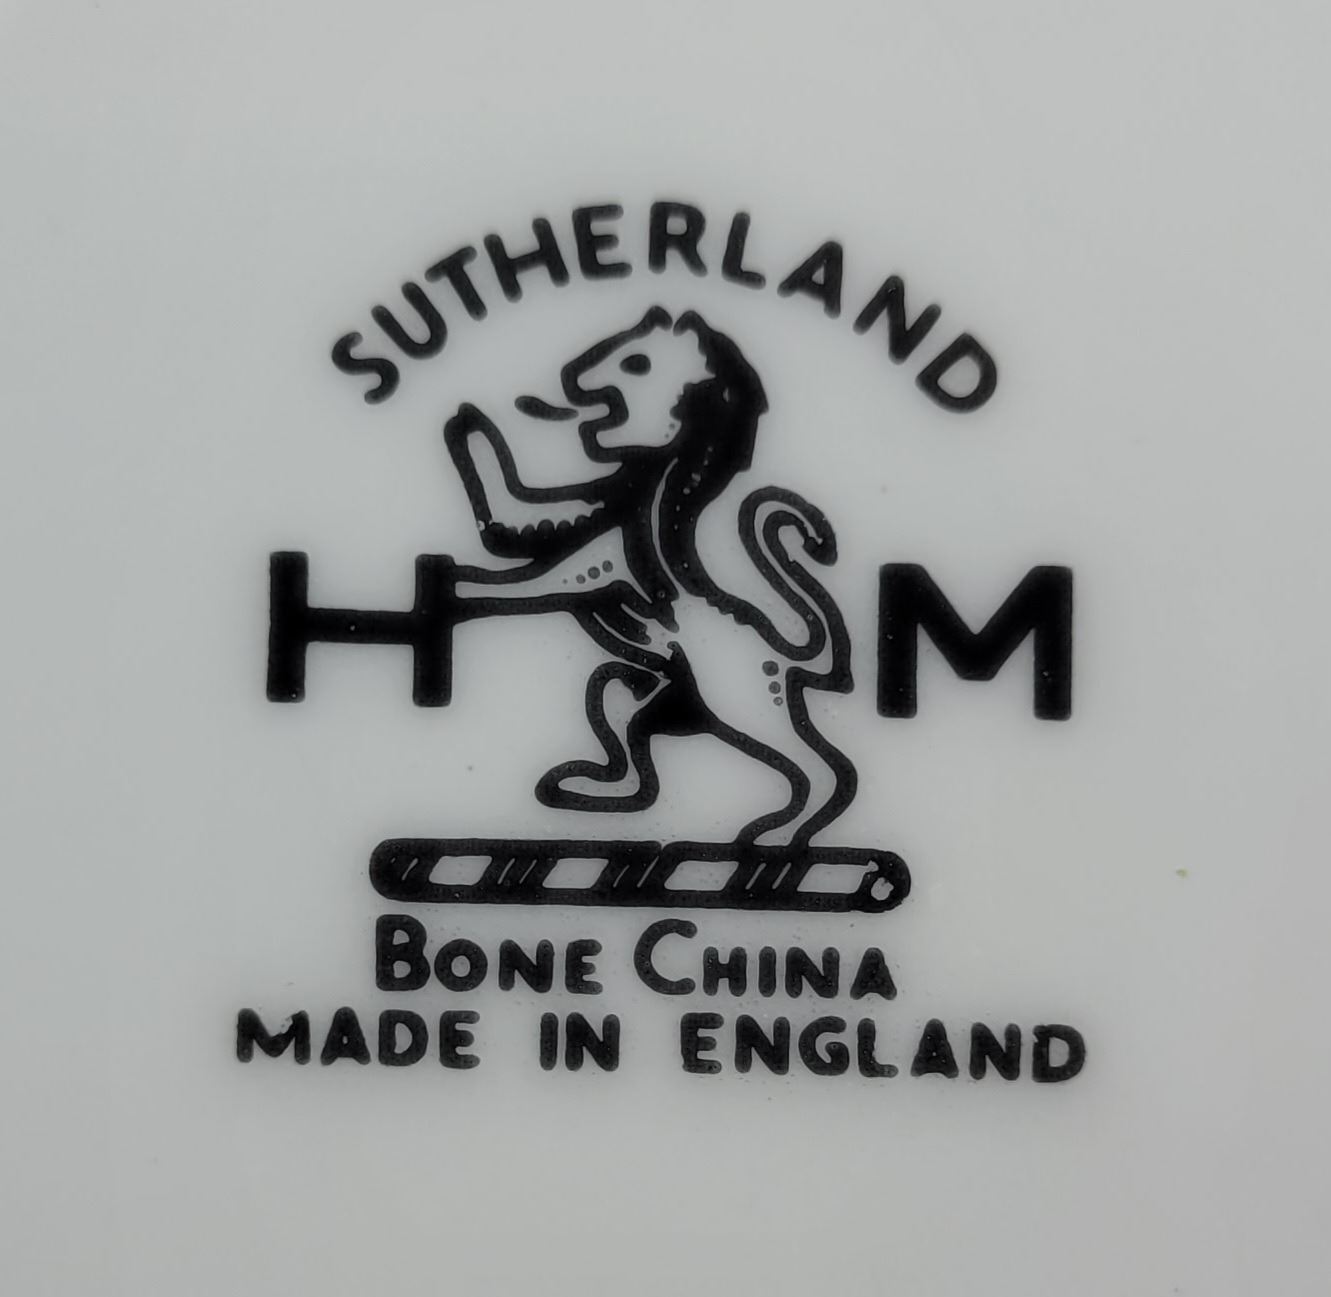 SUTHERLAND
H M
BONE CHINA
MADE IN ENGLAND